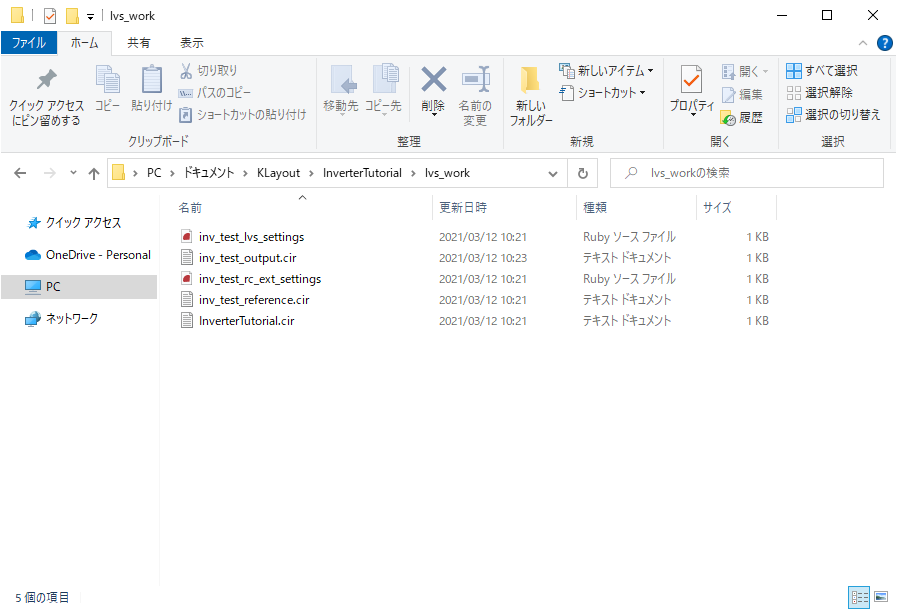 lvs_work
ファイル ホーム 共有 表示
クイック アクセス
にピン留めする
コピー
貼り付け
切り取り
パスのコピー
ショートカットの貼り付け
クリップボード
移動先
コピー先
削除
名前の
変更
整理
新しい
フォルダー
新しいアイテム
ショートカット
新規
プロパティ
開く
編集
履歴
開く
すべて選択
選択解除
選択の切り替え
選択
PC ドキュメント KLayout InverterTutorial lvs_work
lvs_workの検索
クイック アクセス
OneDrive - Personal
PC
ネットワーク
名前 更新日時 種類 サイズ
inv_test_lvs_settings 2021/03/12 10:21 Ruby ソース ファイル 1 KB
inv_test_output.cir 2021/03/12 10:23 テキスト ドキュメント 1 KB
inv_test_rc_ext_settings 2021/03/12 10:21 Ruby ソース ファイル 1 KB
inv_test_reference.cir 2021/03/12 10:21 テキスト ドキュメント 1 KB
InverterTutorial.cir 2021/03/12 10:21 テキスト ドキュメント 1 KB
5 個の項目